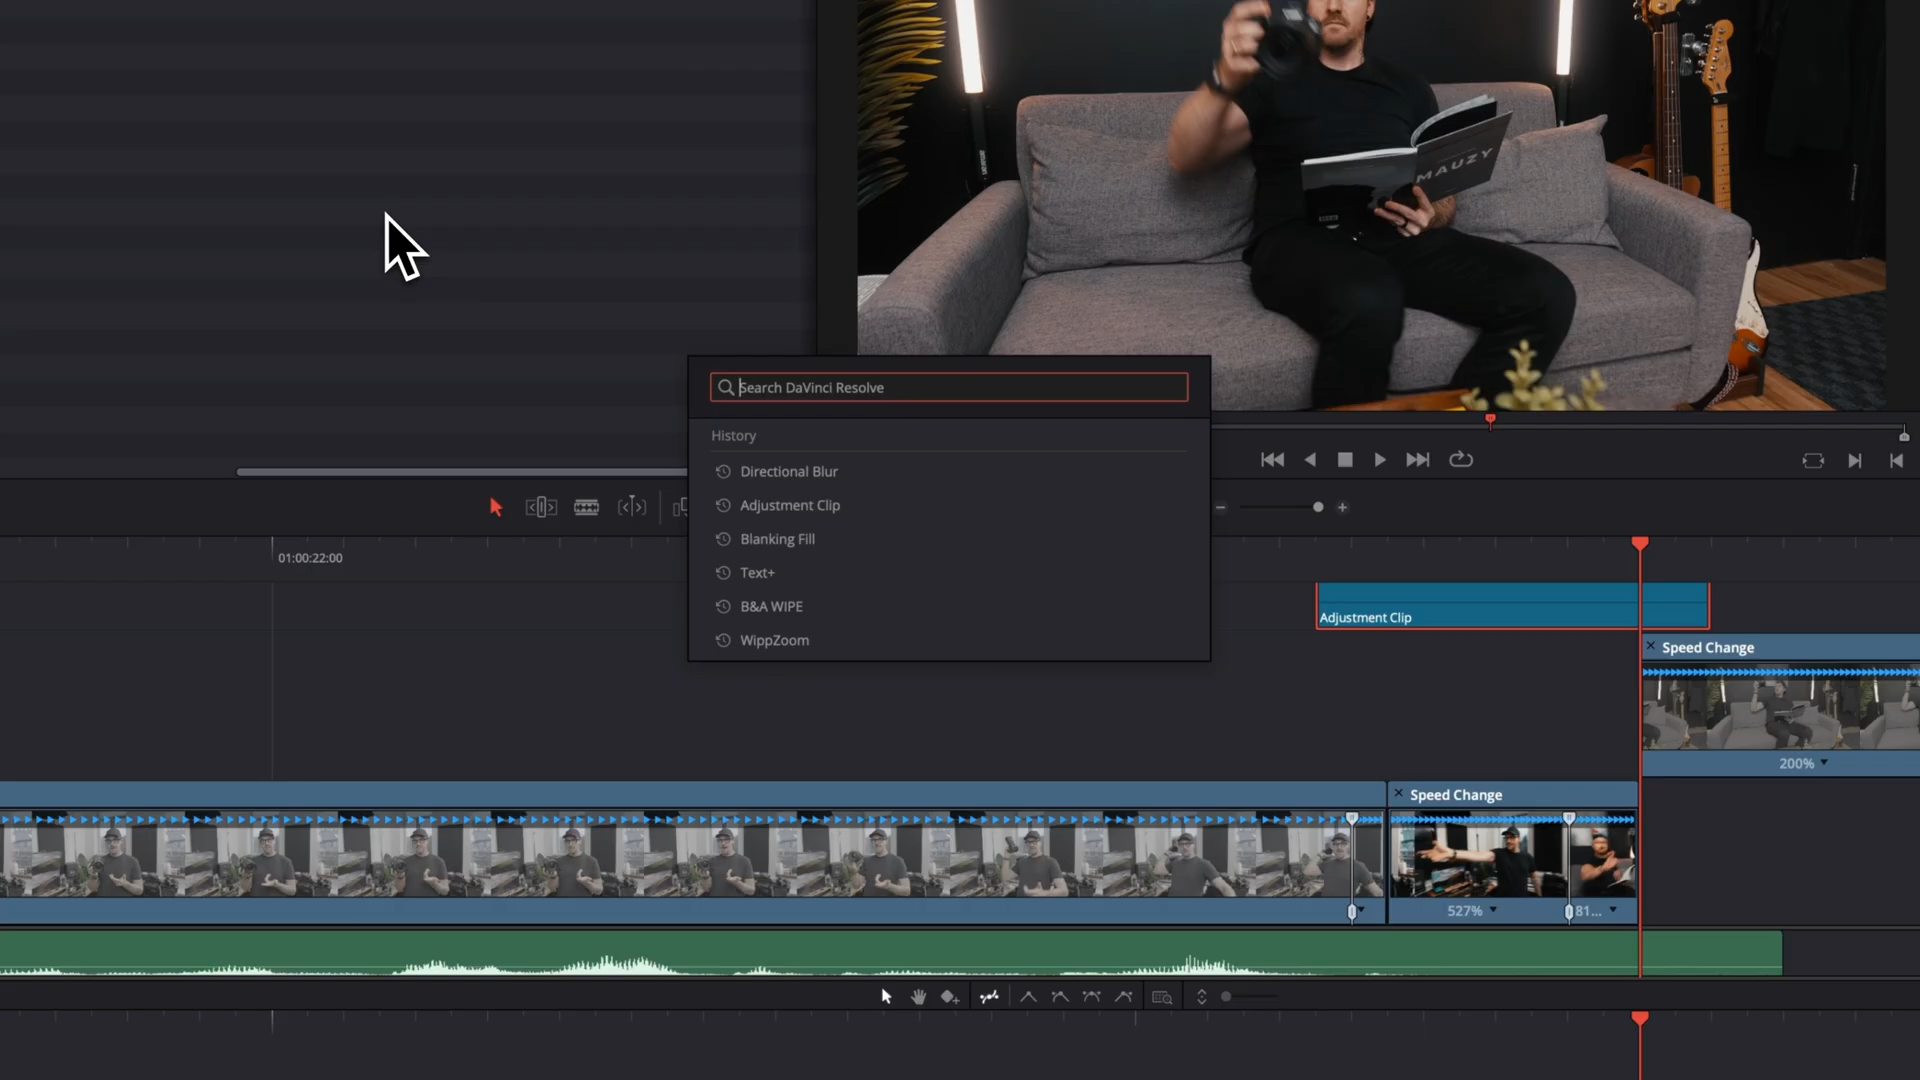 MAUZY
Search DaVinci Resolve
History
Directional Blur
Adjustment Clip
Blanking Fill
Text+
B&A WIPE
WippZoom
01:00:22:00
Adjustment Clip
Speed Change
200%
Speed Change
527%
81...